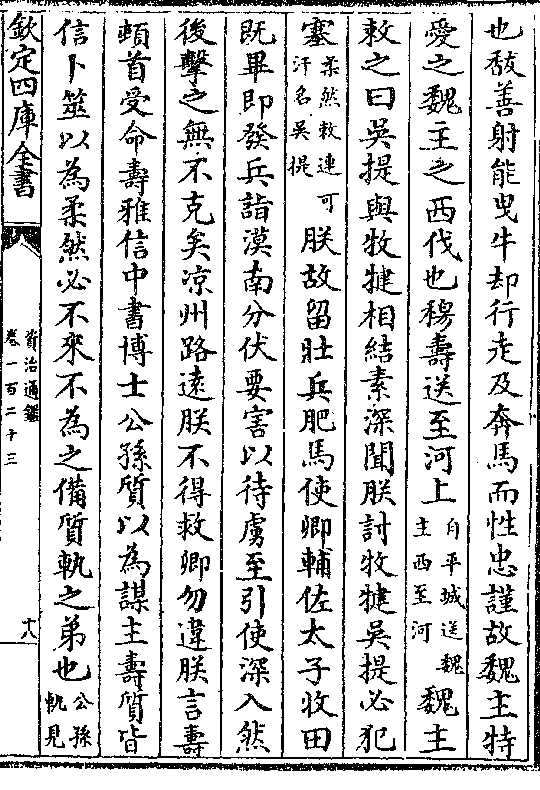 也馛善射能曳牛却行走及奔馬而性忠謹故魏主特
愛之魏主之西伐也穆壽送至河上自平城送魏主西至河魏主
敕之曰吳提與牧犍相結素深聞朕討牧犍吳提必犯
塞柔然敕連可汗名吳提朕故留壯兵肥馬使卿輔佐太子收田
既畢即發兵詣漠南分伏要害以待虜至引使深入然
後擊之無不克矣凉州路遠朕不得救卿勿違朕言壽
頓首受命壽雅信中書博士公孫質以為謀主壽質皆
信卜筮以為柔然必不來不為之備質軌之弟也公孫軌見
欽定四庫全書
資治通鑑
卷一百二十三
十八